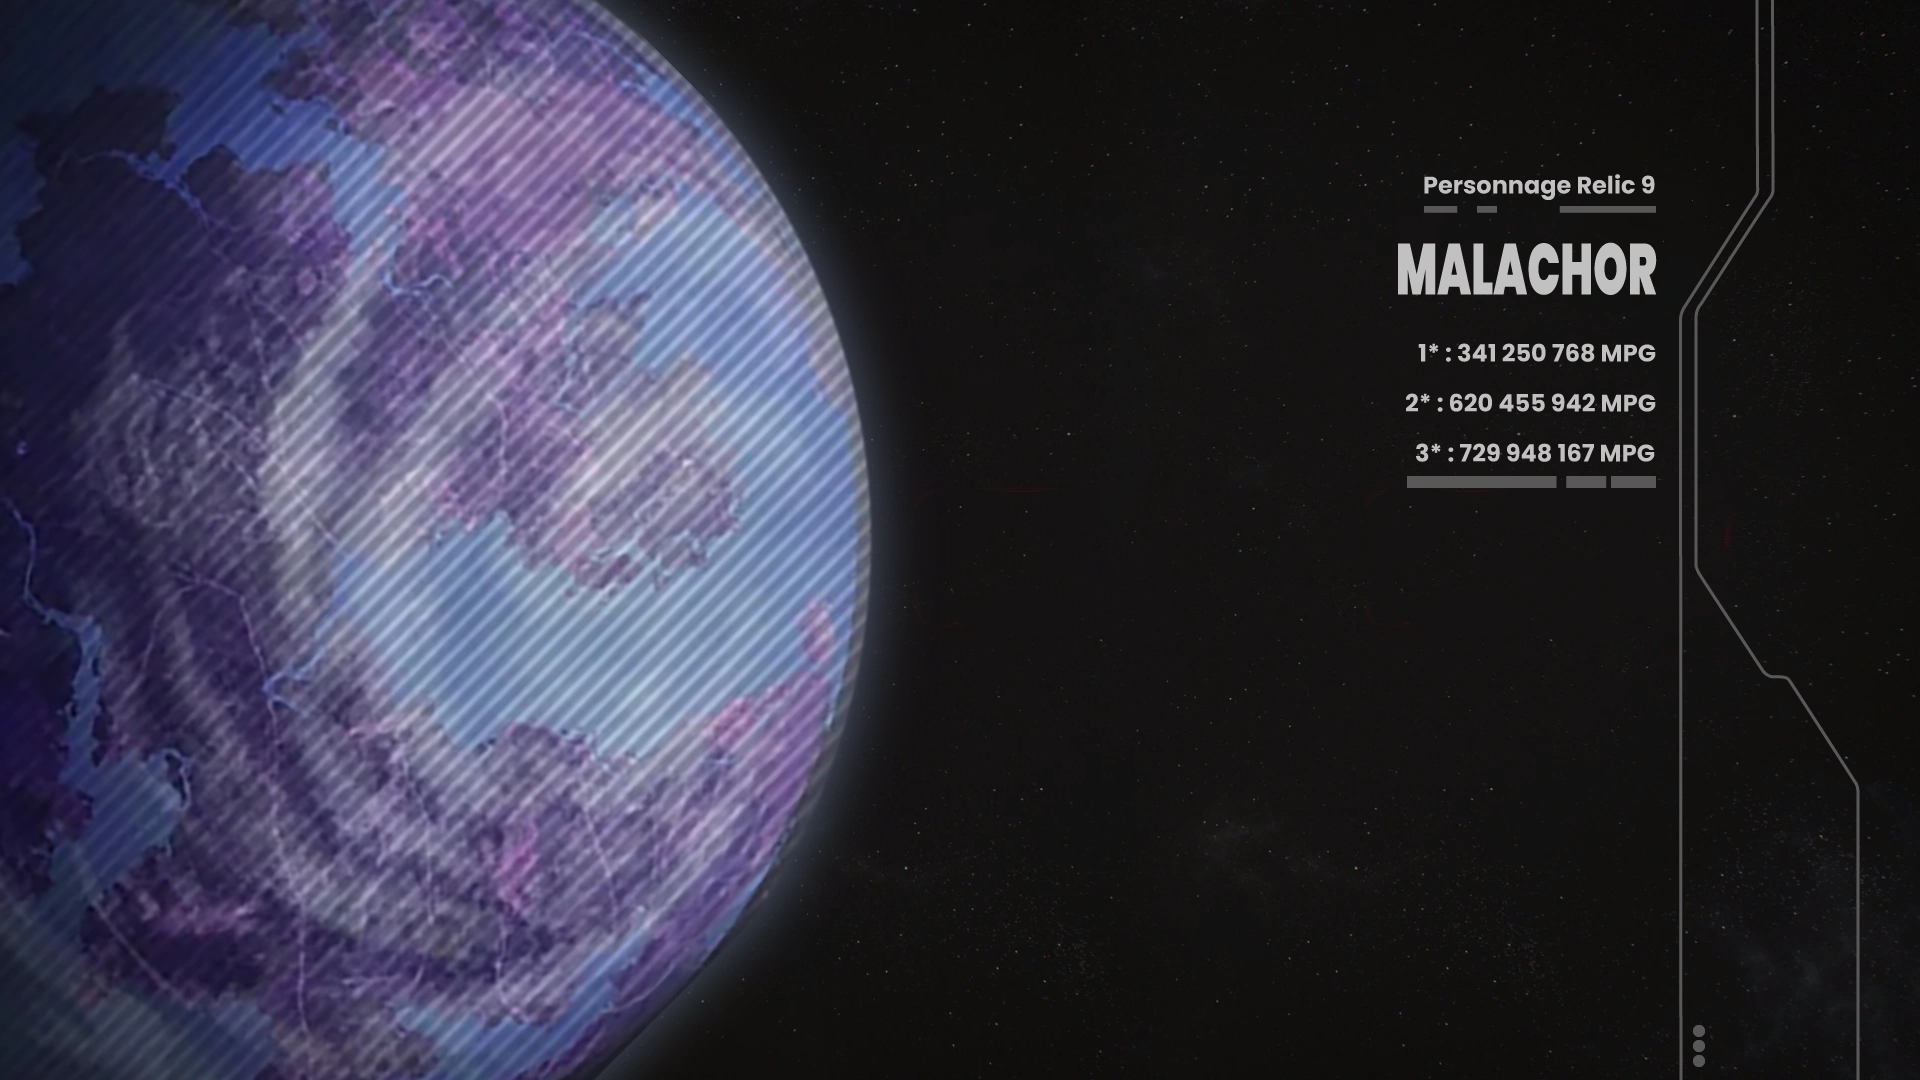 Personnage Relic 9
MALACHOR
1* : 341 250 768 MPG
2* : 620 455 942 MPG
3* : 729 948 167 MPG